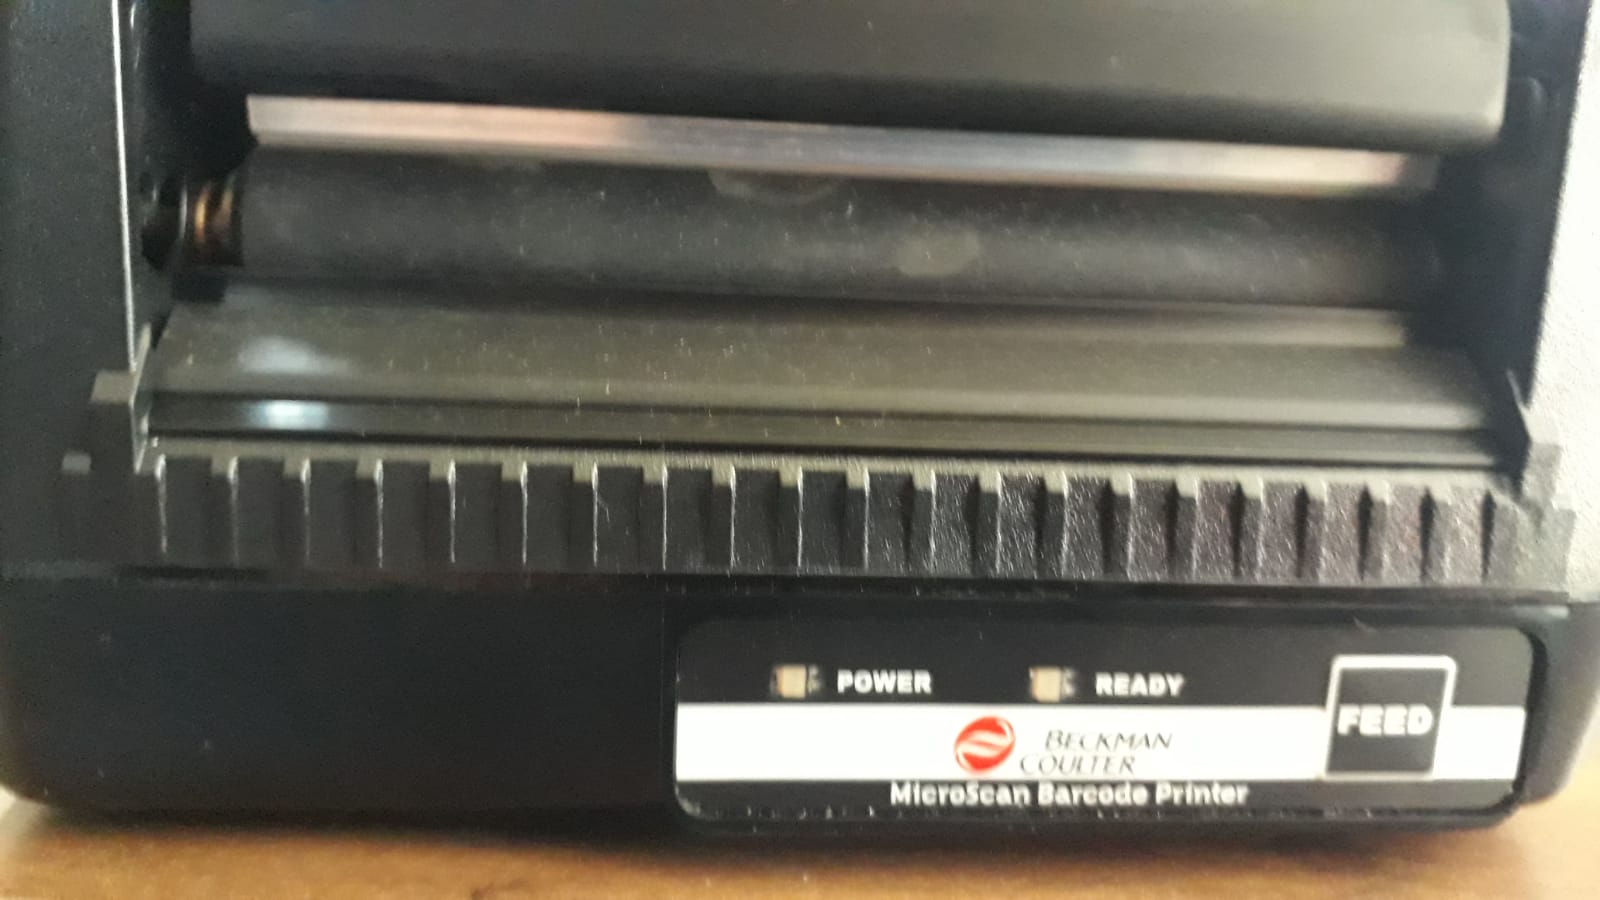 POWER READY
FEED
BECKMAN
COULTER
MicroScan Barcode Printer